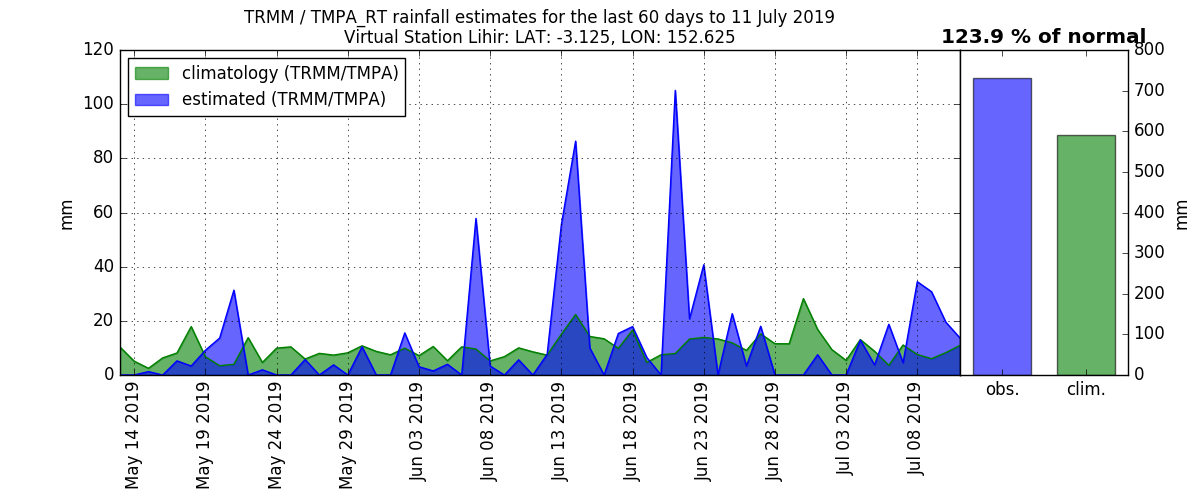 TRMM / TMPA_RT rainfall estimates for the last 60 days to 11 July 2019
Virtual Station Lihir: LAT: -3.125, LON: 152.625
123.9 % of normal
climatology (TRMM/TMPA)
estimated (TRMM/TMPA)
mm
120
100
80
60
40
20
0
May 14 2019
May 19 2019
May 24 2019
May 29 2019
Jun 03 2019
Jun 08 2019
Jun 13 2019
Jun 18 2019
Jun 23 2019
Jun 28 2019
Jul 03 2019
Jul 08 2019
obs.
clim.
800
700
600
500
400
300
200
100
0
mm